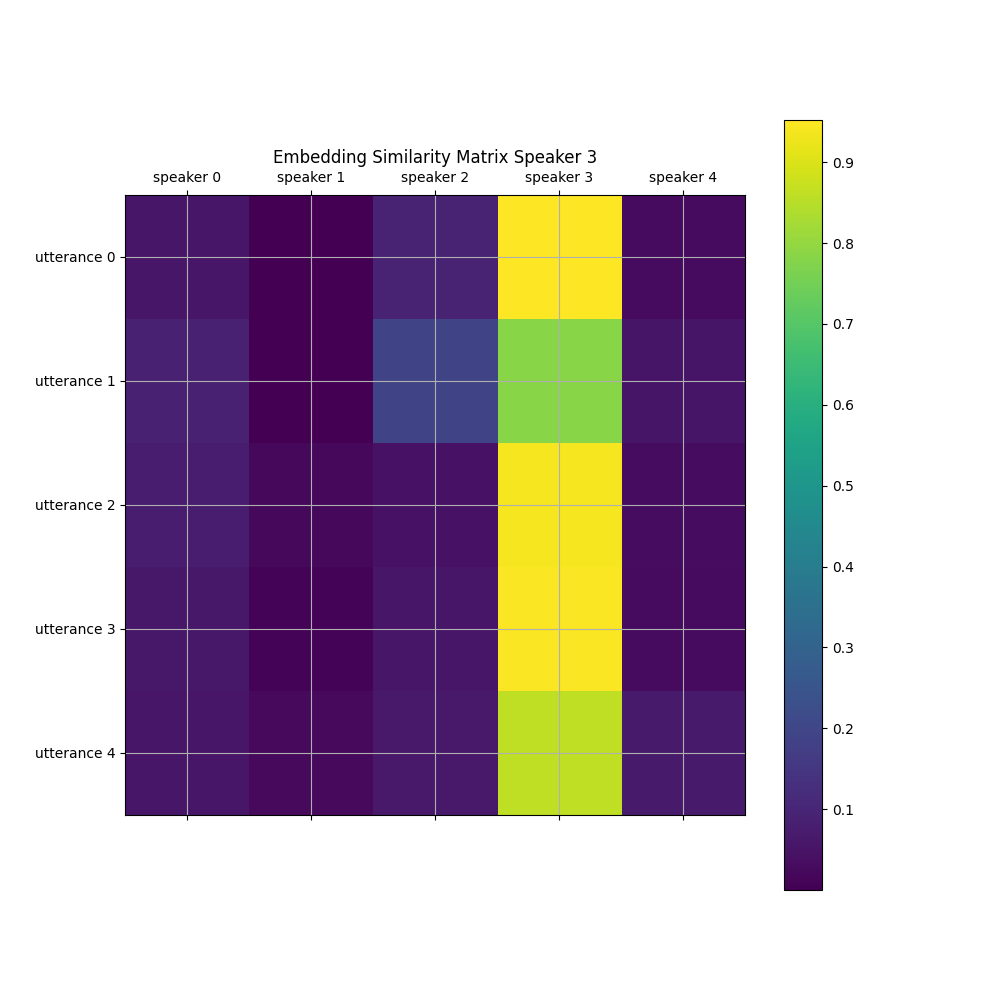 Embedding Similarity Matrix Speaker 3
speaker 0 speaker 1 speaker 2 speaker 3 speaker 4
utterance 0
utterance 1
utterance 2
utterance 3
utterance 4
0.9
0.8
0.7
0.6
0.5
0.4
0.3
0.2
0.1